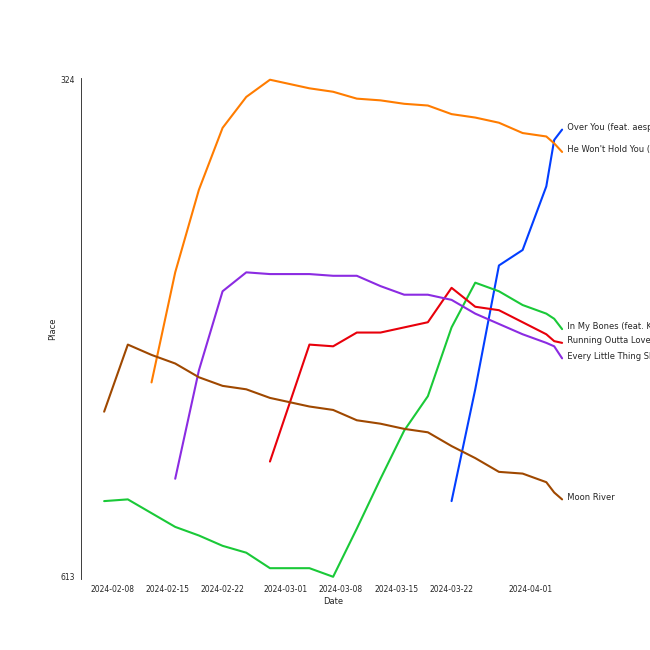 324
Over You (feat. aesp
He Won't Hold You (
Place
In My Bones (feat. K
Running Outta Love
Every Little Thing S
Moon River
613
2024-02-08 2024-02-15 2024-02-22 2024-03-01 2024-03-08 2024-03-15 2024-03-22 2024-04-01
Date